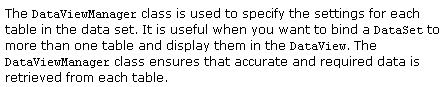 The DataViewManager class is used to specify the settings for each
table in the data set. It is useful when you want to bind a DataSet to
more than one table and display them in the DataView. The
DataViewManager class ensures that accurate and required data is
retrieved from each table.